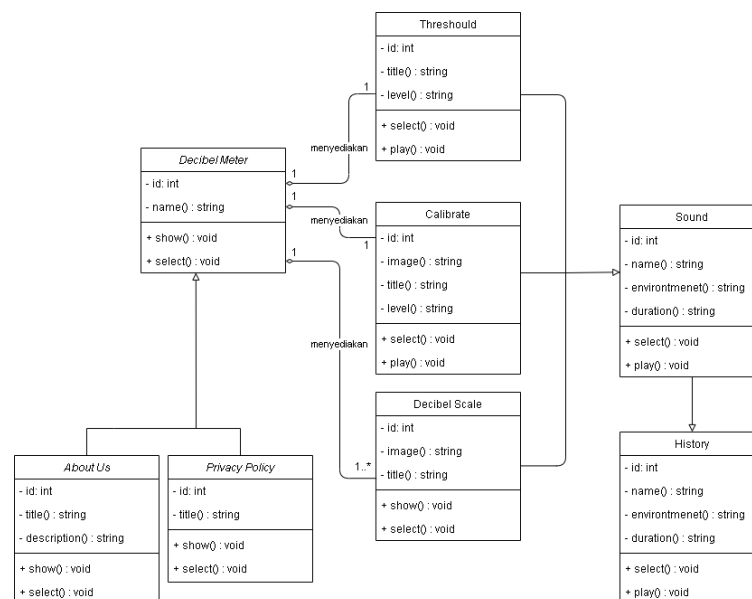 Threshould
- id: int
- title() : string
- level() : string
+ select() : void
+ play() : void
1
menyediakan
Decibel Meter
- id: int
- name() : string
+ show() : void
+ select() : void
1
1
menyediakan
1
1
menyediakan
1..*
Calibrate
- id: int
- image() : string
- title() : string
- level() : string
+ select() : void
+ play() : void
Sound
- id: int
- name() : string
- environtmenet() : string
- duration() : string
+ select() : void
+ play() : void
Decibel Scale
- id: int
- image() : string
- title() : string
+ show() : void
+ select() : void
About Us
- id: int
- title() : string
- description() : string
+ show() : void
+ select() : void
Privacy Policy
- id: int
- title() : string
+ show() : void
+ select() : void
History
- id: int
- name() : string
- environtmenet() : string
- duration() : string
+ select() : void
+ play() : void